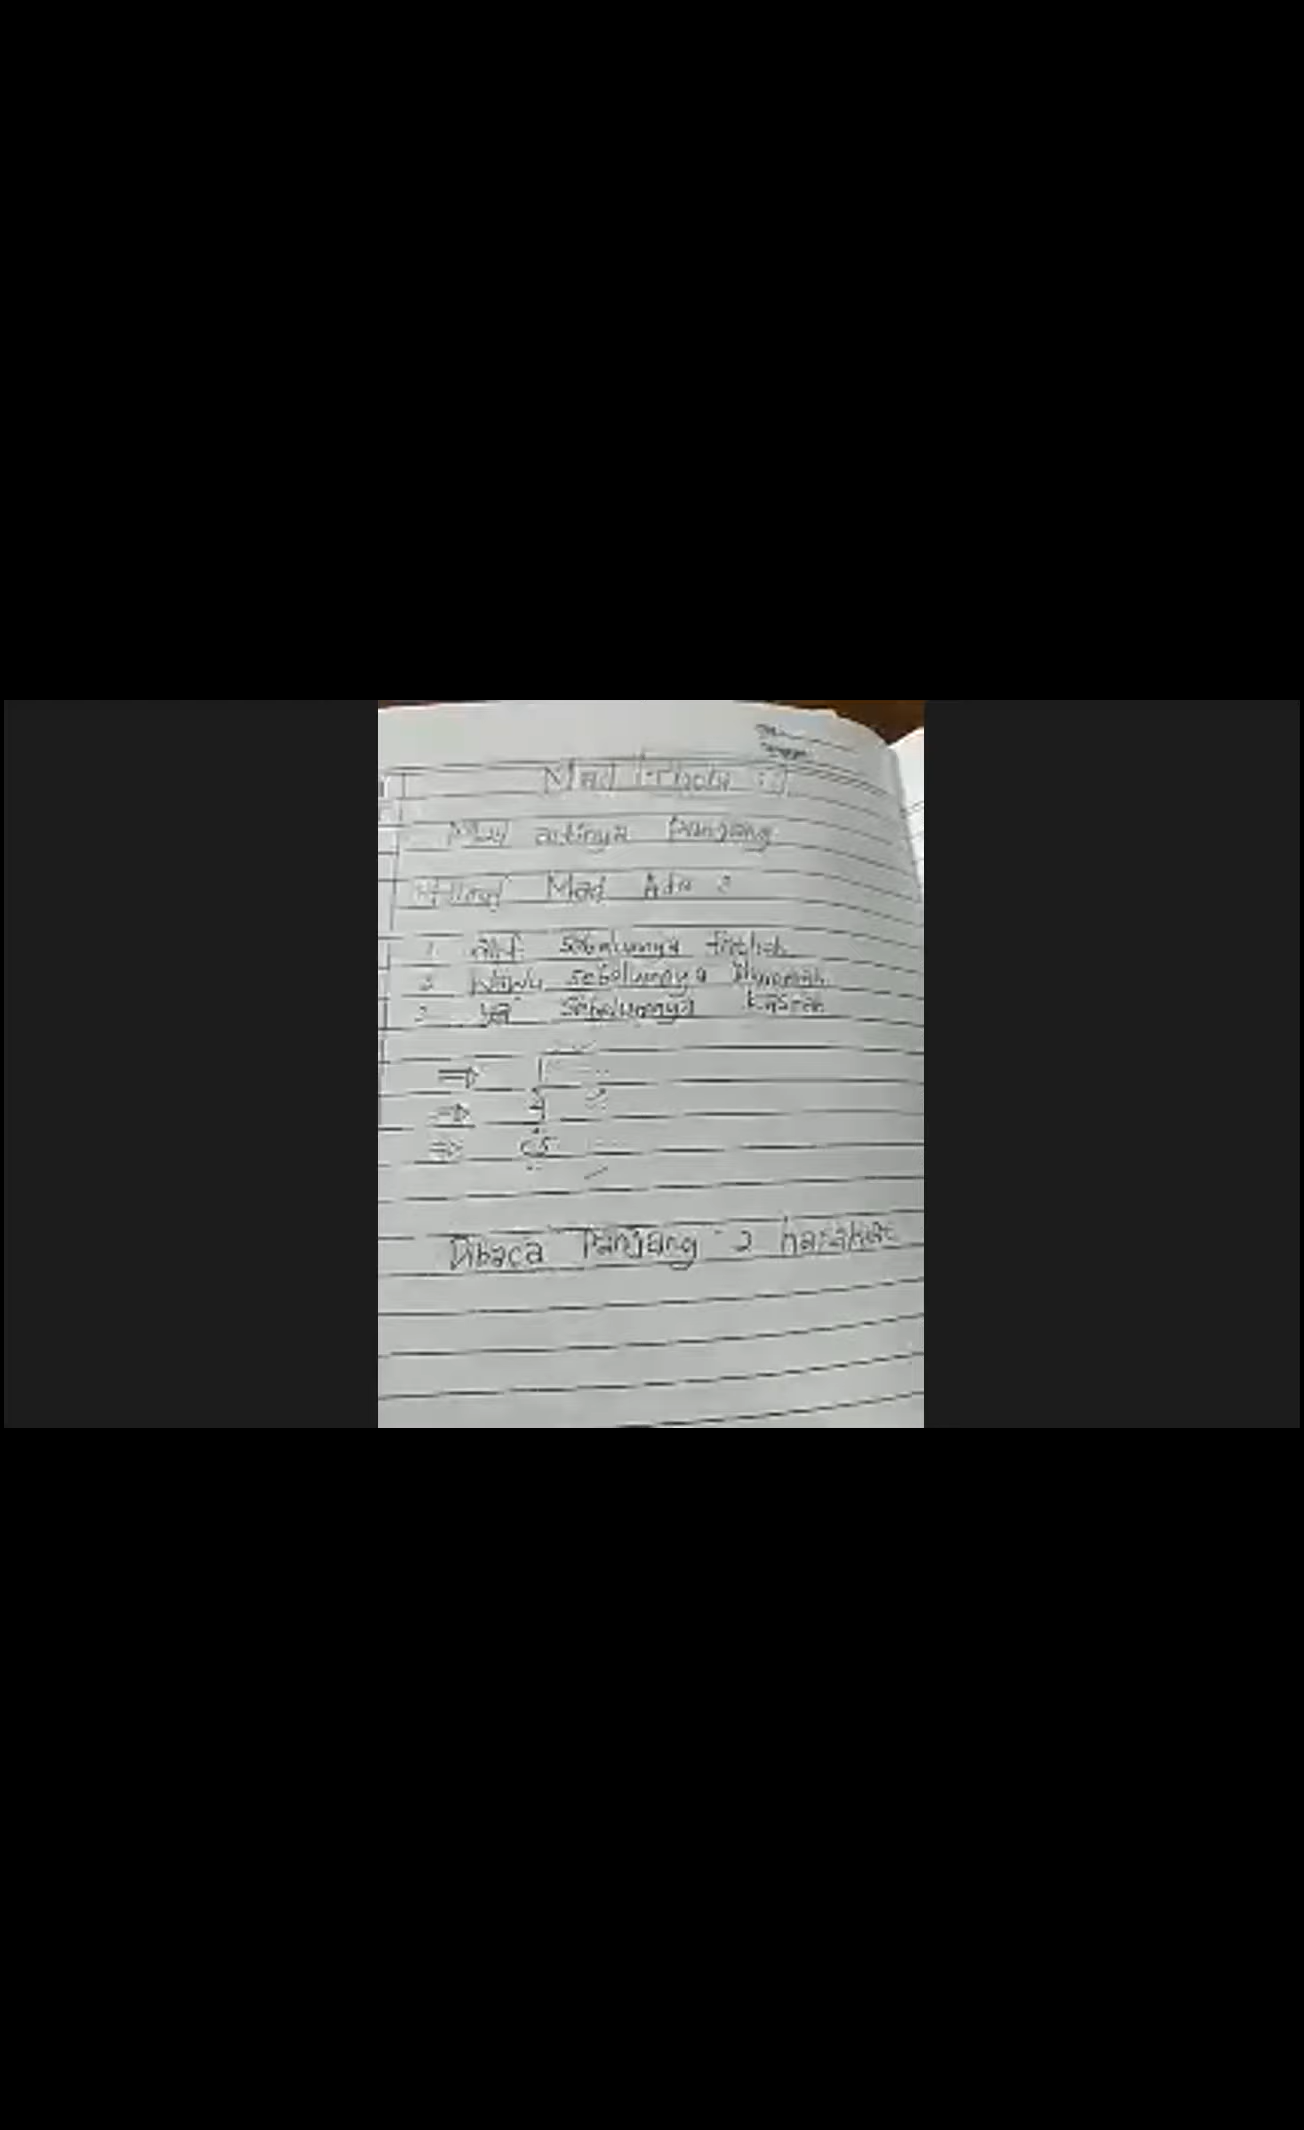 Mad Thobi
Mad artinya Panjang
Huruf Mad Ada 3
1 alif sebelumnya fathah
2 Wawu sebelumnya dhummah
3 ya' sebelumnya kasrah
⇒ ا
⇒ و
⇒ ي
Dibaca Panjang 2 harakat